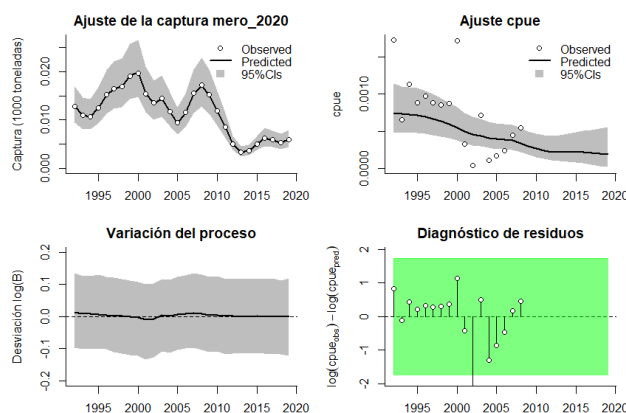 Ajuste de la captura mero_2020
Captura (1000 toneladas)
0.020
0.010
0.000
Observed
Predicted
95%CIs
1995 2000 2005 2010 2015 2020
Ajuste cpue
cpue
0.0010
0.0000
Observed
Predicted
95%CIs
1995 2000 2005 2010 2015 2020
Variación del proceso
Desviación log(B)
0.2
0.1
0.0
-0.1
-0.2
1995 2000 2005 2010 2015 2020
Diagnóstico de residuos
log(cpue_obs) − log(cpue_pred)
2
1
0
-1
-2
1995 2000 2005 2010 2015 2020